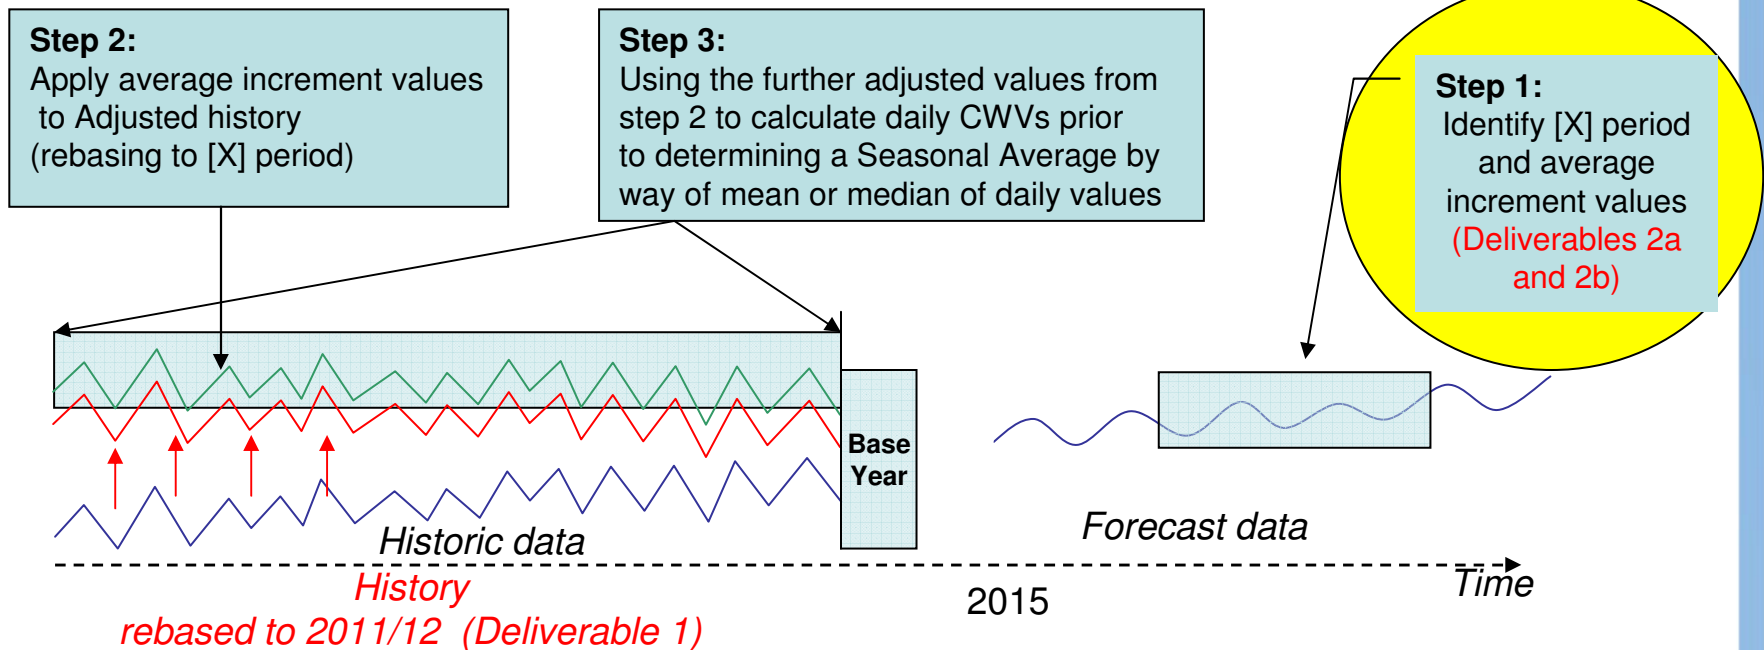 Step 2:
Apply average increment values
to Adjusted history
(rebasing to [X] period)
Step 3:
Using the further adjusted values from
step 2 to calculate daily CWVs prior
to determining a Seasonal Average by
way of mean or median of daily values
Step 1:
Identify [X] period
and average
increment values
(Deliverables 2a
and 2b)
Base
Year
Historic data
Forecast data
Time
History
rebased to 2011/12 (Deliverable 1)
2015